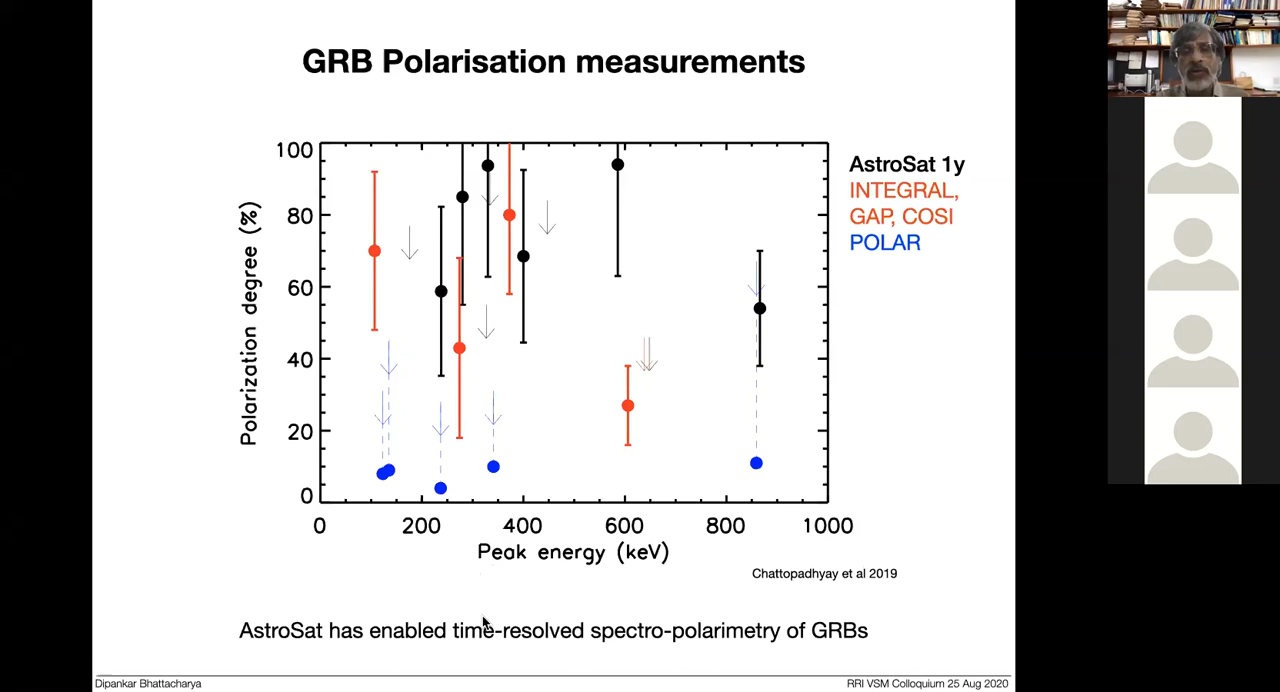 GRB Polarisation measurements
100
80
60
40
20
0
Polarization degree (%)
0 200 400 600 800 1000
Peak energy (keV)
AstroSat 1y
INTEGRAL,
GAP, COSI
POLAR
Chattopadhyay et al 2019
AstroSat has enabled time-resolved spectro-polarimetry of GRBs
Dipankar Bhattacharya
RRI VSM Colloquium 25 Aug 2020